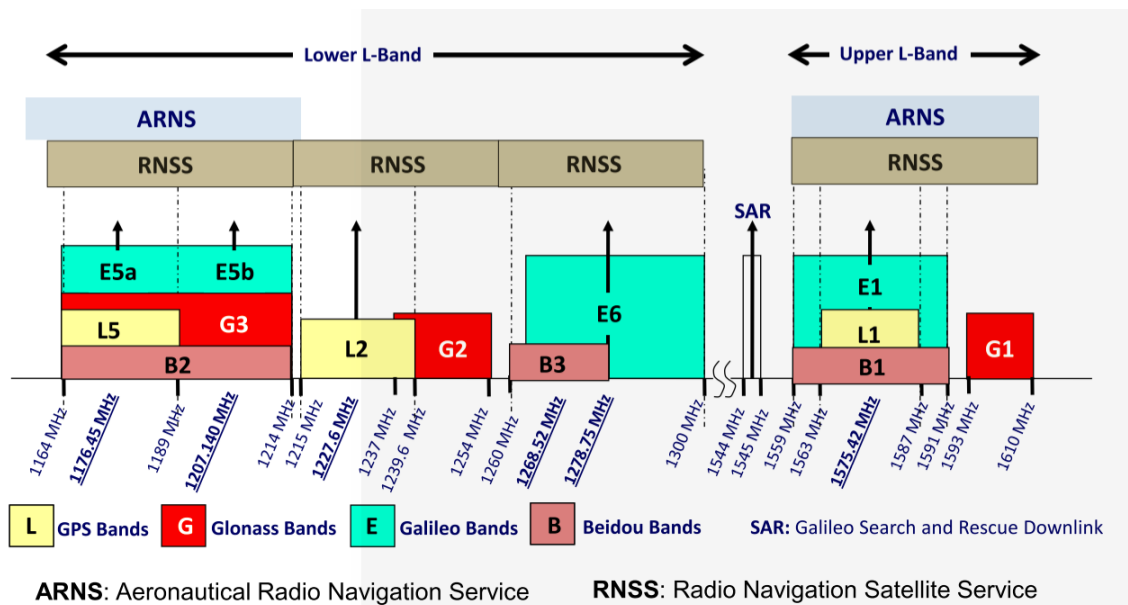 Lower L-Band
Upper L-Band
ARNS
ARNS
RNSS
RNSS
RNSS
RNSS
SAR
E5a
E5b
E6
E1
L5
G3
L2
G2
B3
L1
G1
B2
B1
1164 MHz
1176.45 MHz
1189 MHz
1207.140 MHz
1214 MHz
1215 MHz
1227.6 MHz
1237 MHz
1239.6 MHz
1254 MHz
1260 MHz
1268.52 MHz
1278.75 MHz
1300 MHz
1544 MHz
1545 MHz
1559 MHz
1563 MHz
1575.42 MHz
1587 MHz
1591 MHz
1593 MHz
1610 MHz
L GPS Bands
G Glonass Bands
E Galileo Bands
B Beidou Bands
SAR: Galileo Search and Rescue Downlink
ARNS: Aeronautical Radio Navigation Service
RNSS: Radio Navigation Satellite Service